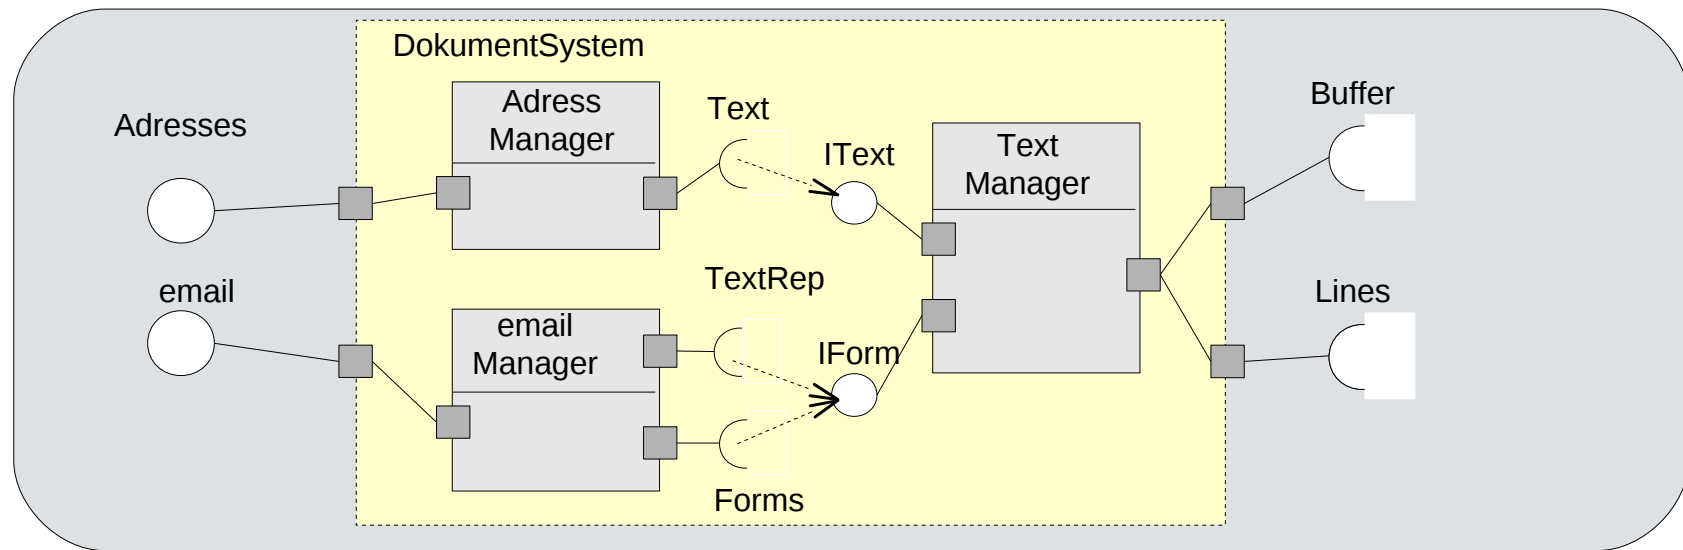 DokumentSystem
Adresses
Adress
Manager
Text
IText
Text
Manager
Buffer
email
email
Manager
TextRep
IForm
Forms
Lines